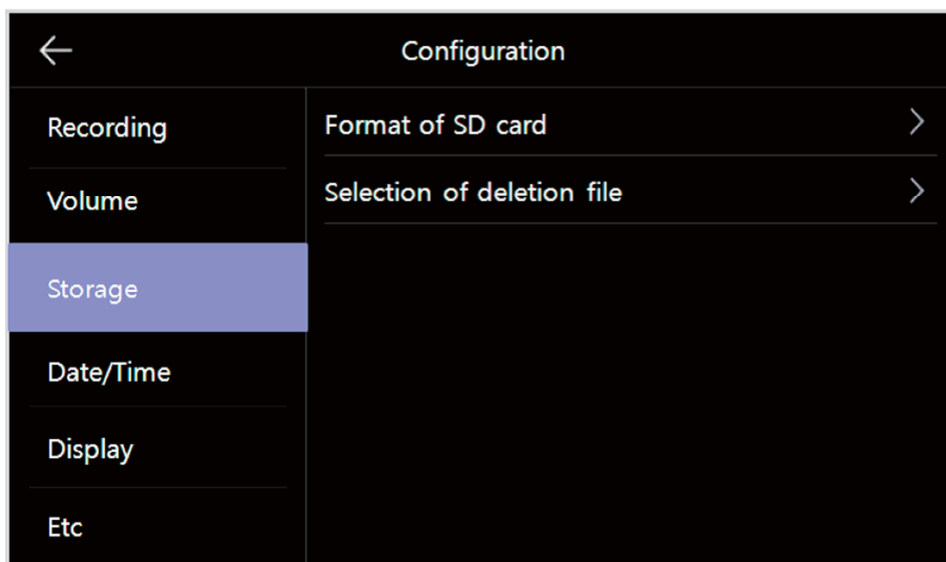 Configuration
Recording
Volume
Storage
Date/Time
Display
Etc
Format of SD card
Selection of deletion file